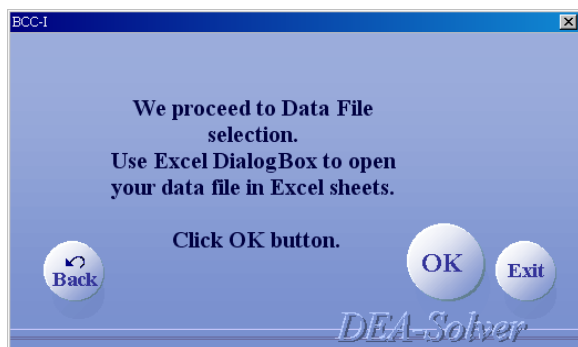 BCC-I
We proceed to Data File
selection.
Use Excel DialogBox to open
your data file in Excel sheets.
Click OK button.
Back
OK
Exit
DEA-Solver